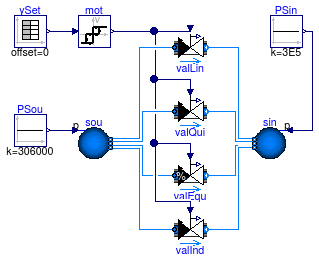 ySet
mot
PSin
offset=0
k=3E5
valLin
PSou
valQui
p
sou
sin
p
k=306000
%
valEqu
valInd